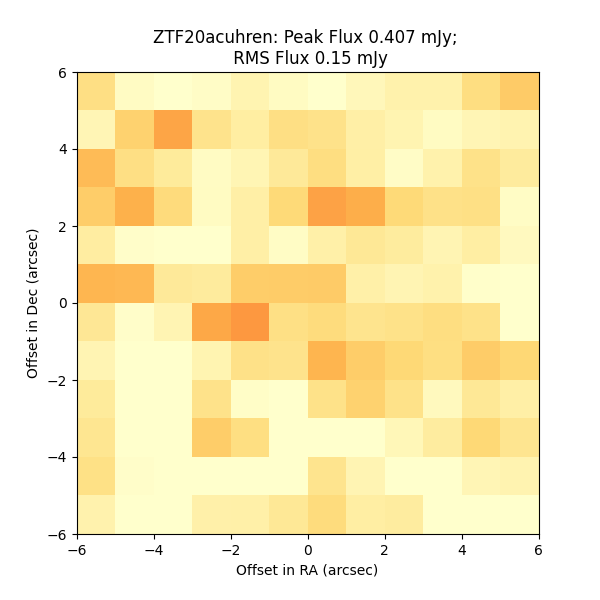 ZTF20acuhren: Peak Flux 0.407 mJy;
RMS Flux 0.15 mJy
6
4
2
0
−2
−4
−6
Offset in Dec (arcsec)
−6 −4 −2 0 2 4 6
Offset in RA (arcsec)